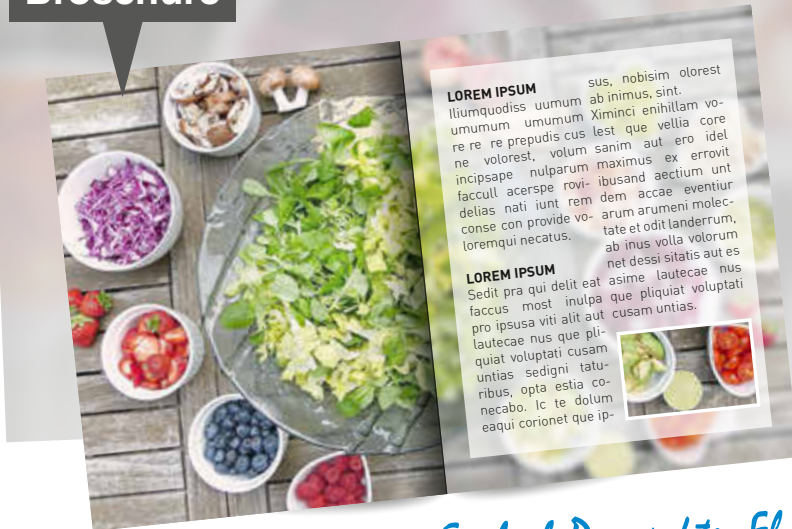 Brochure
LOREM IPSUM
Iliumquodiss uumum
umumum umumum
re re re prepudis cus
ne volorest, volum
incipsape nulparum
faccull acerspe rovi-
delias nati iunt rem
conse con provide vo-
loremqui necatus.
LOREM IPSUM
Sedit pra qui delit eat
faccus most inulpa
pro ipsusa viti alit aut
lautecae nus que pli-
quiat voluptati cusam
untias sedigni tatu-
ribus, opta estia co-
necabo. Ic te dolum
eaqui corionet que ip-
sus, nobisim olorest
ab inimus, sint.
Ximinci enihillam vo-
lest que vellia core
sanim aut ero idel
maximus ex errovit
ibusand aectium unt
dem accae eventiur
arum arumeni molec-
tate et odit landerrum,
ab inus volla volorum
net dessi sitatis aut es
asime lautecae nus
que pliquiat voluptati
cusam untias.